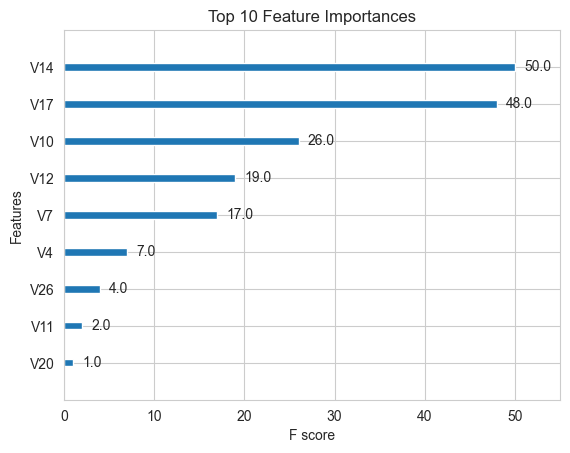 Top 10 Feature Importances
V14 50.0
V17 48.0
V10 26.0
V12 19.0
V7 17.0
V4 7.0
V26 4.0
V11 2.0
V20 1.0
Features
0 10 20 30 40 50
F score